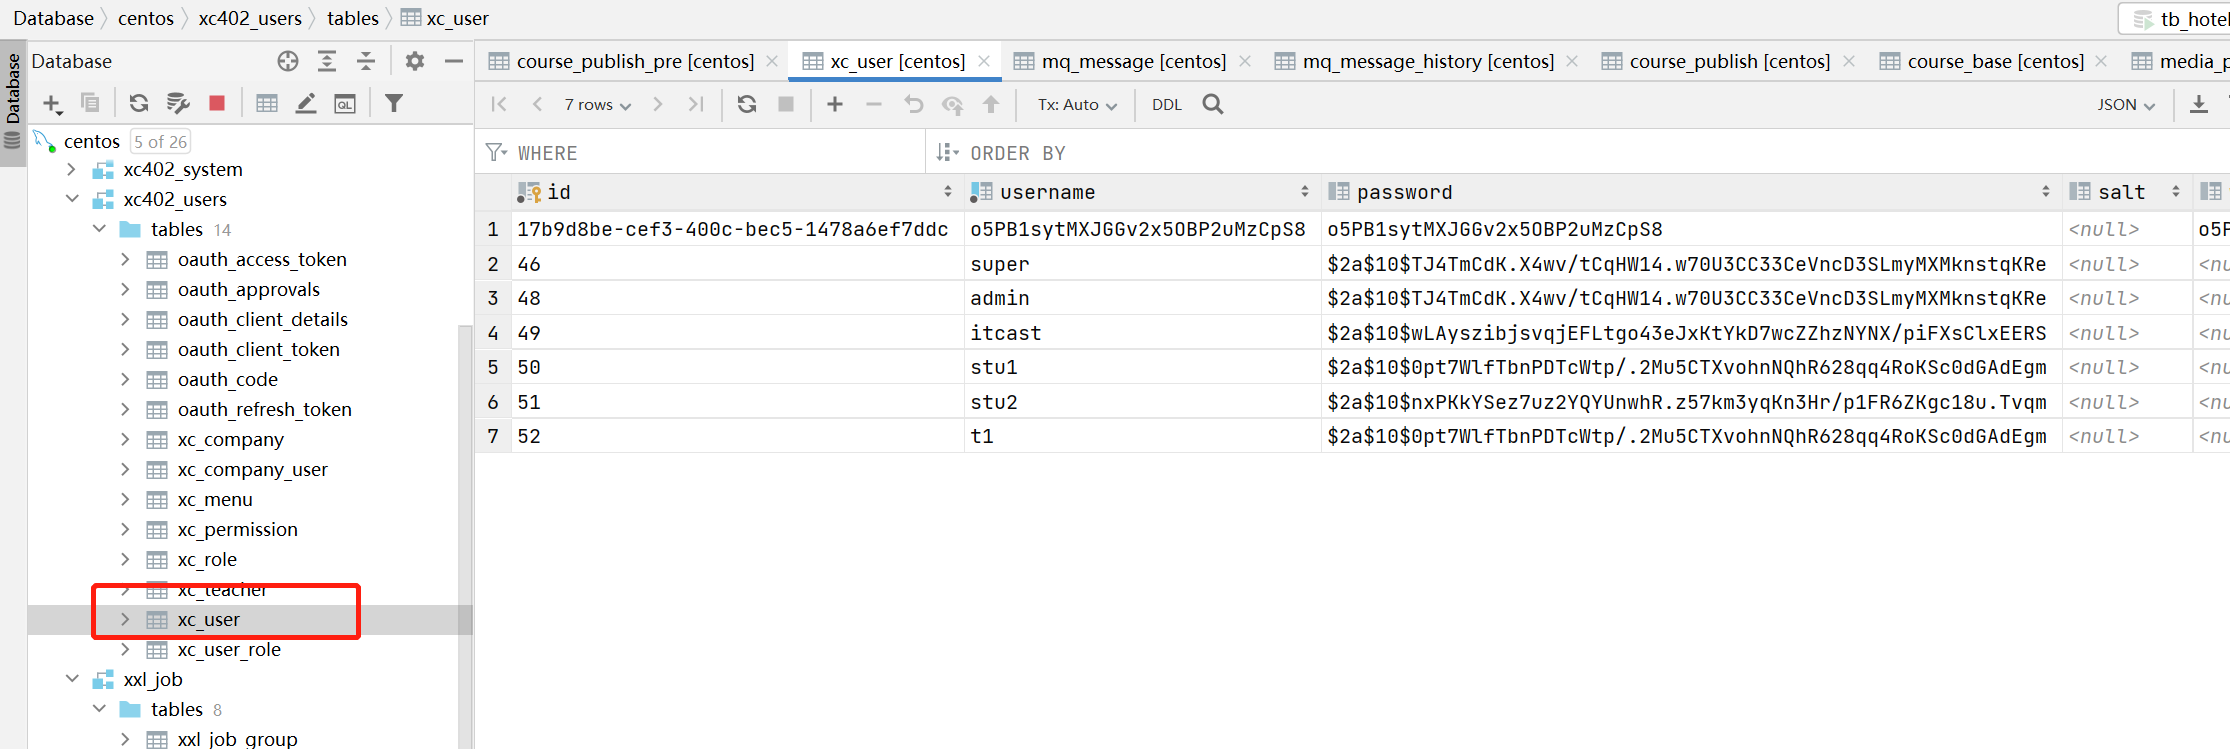 Database centos xc402_users tables xc_user
tb_hotel
Database
Database
course_publish_pre [centos] xc_user [centos] mq_message [centos] mq_message_history [centos] course_publish [centos] course_base [centos] media_p
QL
7 rows Tx: Auto DDL JSON
centos 5 of 26
WHERE ORDER BY
xc402_system
xc402_users
tables 14
oauth_access_token
oauth_approvals
oauth_client_details
oauth_client_token
oauth_code
oauth_refresh_token
xc_company
xc_company_user
xc_menu
xc_permission
xc_role
xc_teacher
xc_user
xc_user_role
xxl_job
tables 8
xxl_job_group
id username password salt
1 17b9d8be-cef3-400c-bec5-1478a6ef7ddc o5PB1sytMXJGGv2x5OBP2uMzCpS8 o5PB1sytMXJGGv2x5OBP2uMzCpS8 <null> o5P
2 46 super $2a$10$TJ4TmCdK.X4wv/tCqHW14.w70U3CC33CeVncD3SLmyMXMknstqKRe <null> <nu
3 48 admin $2a$10$TJ4TmCdK.X4wv/tCqHW14.w70U3CC33CeVncD3SLmyMXMknstqKRe <null> <nu
4 49 itcast $2a$10$wLAyszibjsvqjEFLtgo43eJxKtYkD7wcZZhzNYNX/piFXsClxEERS <null> <nu
5 50 stu1 $2a$10$0pt7WlfTbnPDTcWtp/.2Mu5CTXvohnNQhR628qq4RoKSc0dGAdEgm <null> <nu
6 51 stu2 $2a$10$nxPKkYSez7uz2YQYUnwhR.z57km3yqKn3Hr/p1FR6ZKgc18u.Tvqm <null> <nu
7 52 t1 $2a$10$0pt7WlfTbnPDTcWtp/.2Mu5CTXvohnNQhR628qq4RoKSc0dGAdEgm <null> <nu